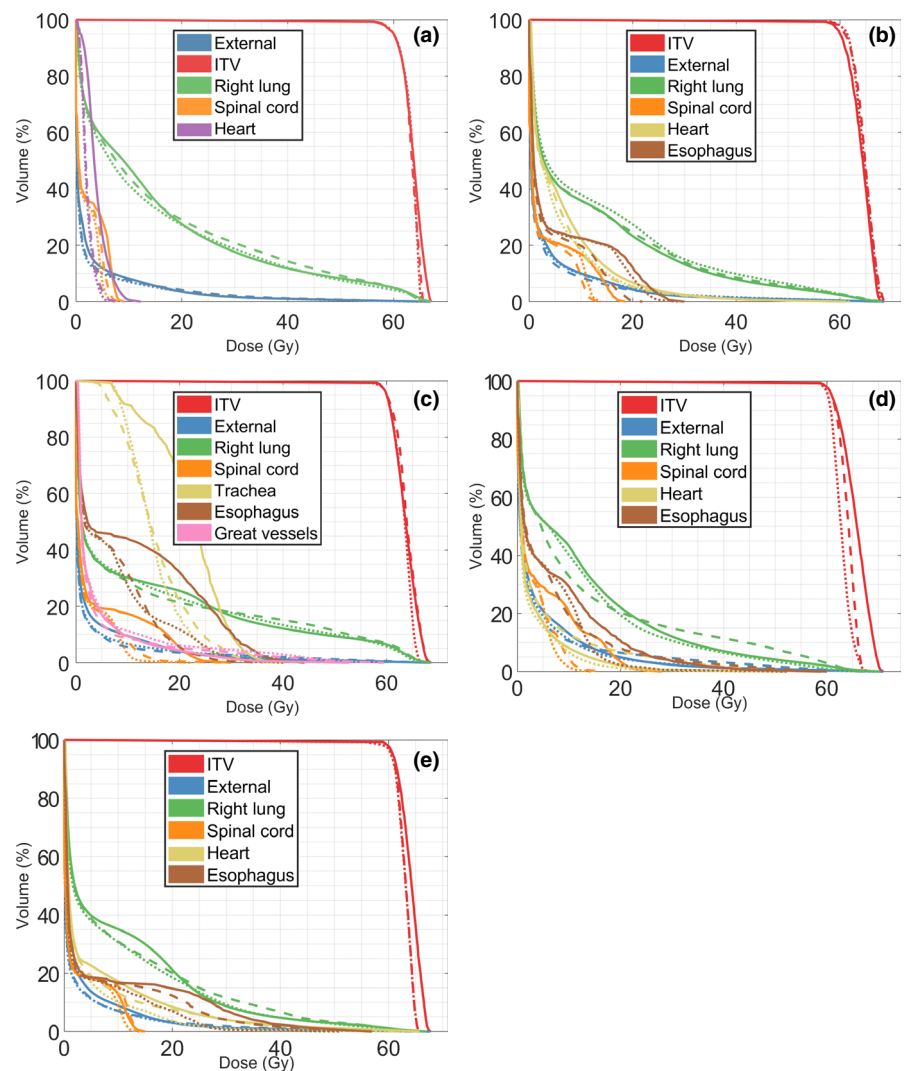 (a)
100
80
60
40
20
0
Volume (%)
External
ITV
Right lung
Spinal cord
Heart
0 20 40 60
Dose (Gy)
(b)
100
80
60
40
20
0
Volume (%)
ITV
External
Right lung
Spinal cord
Heart
Esophagus
0 20 40 60
Dose (Gy)
(c)
100
80
60
40
20
0
Volume (%)
ITV
External
Right lung
Spinal cord
Trachea
Esophagus
Great vessels
0 20 40 60
Dose (Gy)
(d)
100
80
60
40
20
0
Volume (%)
ITV
External
Right lung
Spinal cord
Heart
Esophagus
0 20 40 60
Dose (Gy)
(e)
100
80
60
40
20
0
Volume (%)
ITV
External
Right lung
Spinal cord
Heart
Esophagus
0 20 40 60
Dose (Gy)